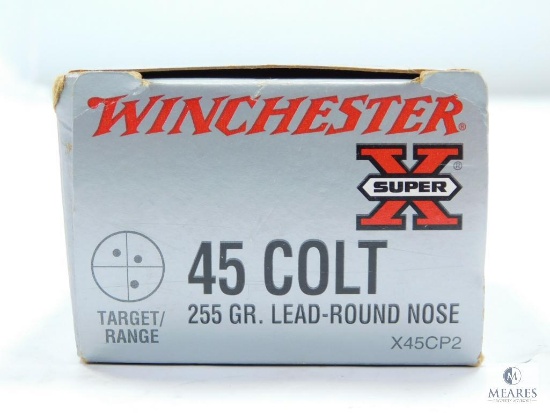 WINCHESTER®
SUPER X®
45 COLT
255 GR. LEAD-ROUND NOSE
TARGET/
RANGE
X45CP2
M
MEARES